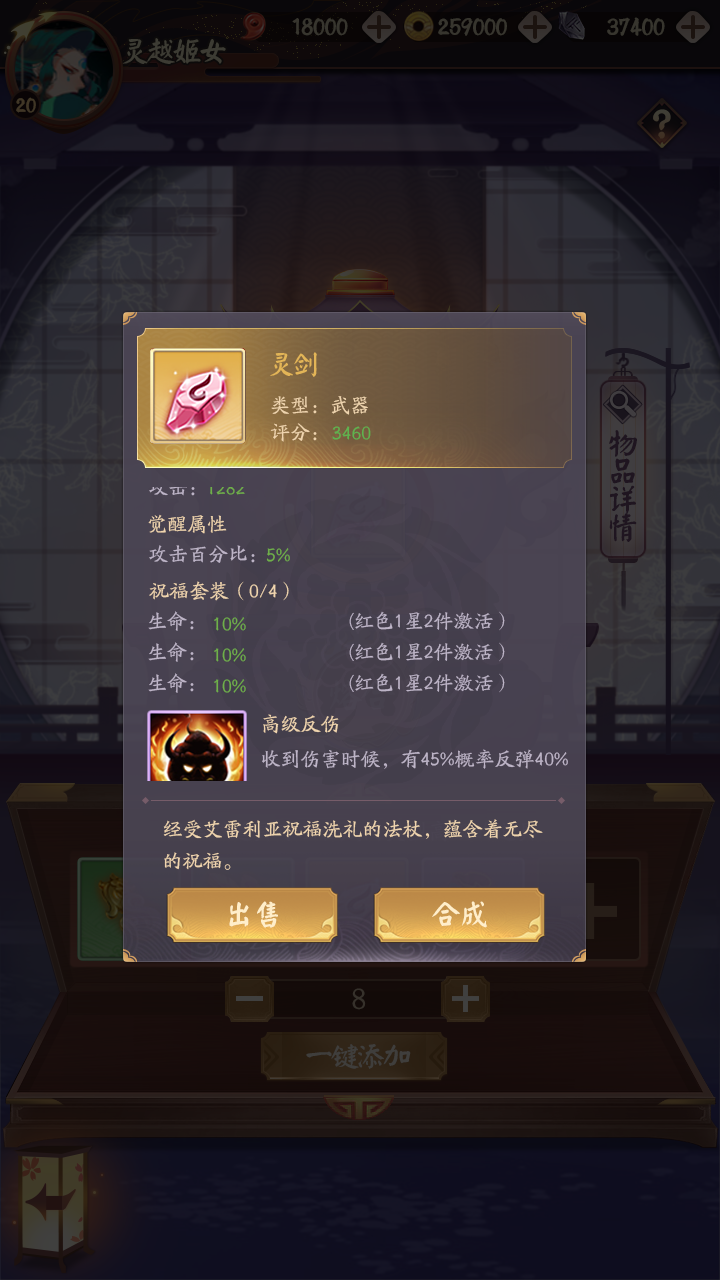 18000
259000
37400
灵越姬女
20
?
灵剑
类型：武器
评分：3460
攻击：1282
觉醒属性
攻击百分比：5%
祝福套装（0/4）
生命：10% (红色1星2件激活）
生命：10% (红色1星2件激活）
生命：10% (红色1星2件激活）
高级反伤
收到伤害时候，有45%概率反弹40%
经受艾雷利亚祝福洗礼的法杖，蕴含着无尽
的祝福。
出售
合成
物品详情
8
一键添加